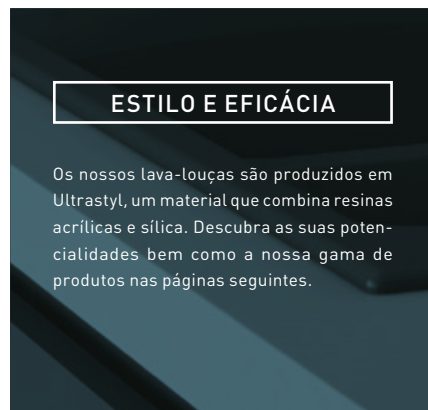 ESTILO E EFICÁCIA
Os nossos lava-louças são produzidos em
Ultrastyl, um material que combina resinas
acrílicas e sílica. Descubra as suas poten-
cialidades bem como a nossa gama de
produtos nas páginas seguintes.